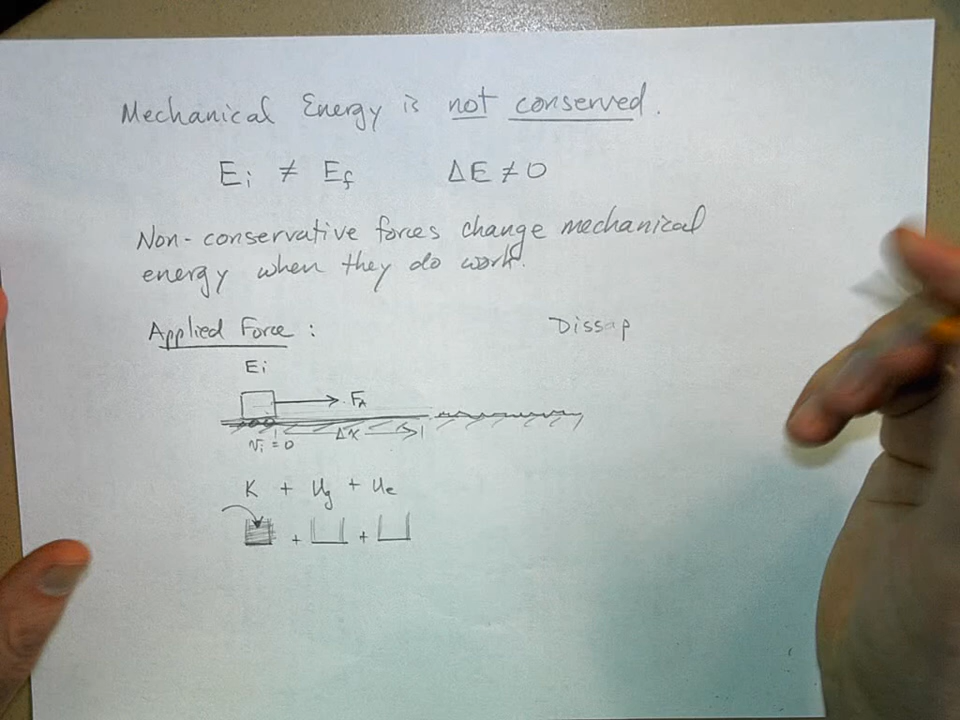 Mechanical Energy is not conserved.
Ei ≠ Ef ΔE ≠ 0
Non-conservative forces change mechanical
energy when they do work.
Applied Force :
Dissap
Ei
FA
vi = 0 Δx
K + Ug + Ue
+ +